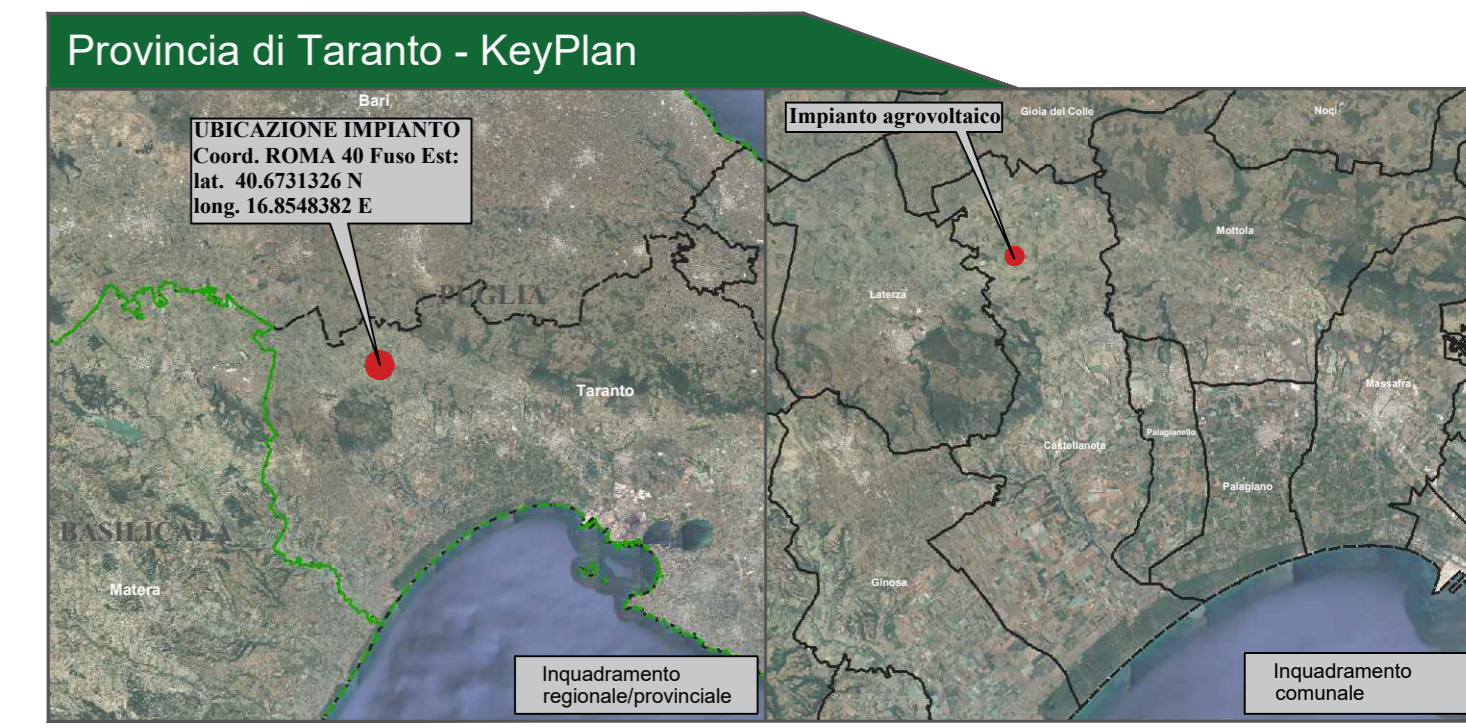 Provincia di Taranto - KeyPlan
Bari
UBICAZIONE IMPIANTO
Coord. ROMA 40 Fuso Est:
lat. 40.6731326 N
long. 16.8548382 E
PUGLIA
Taranto
BASILICATA
Matera
Inquadramento
regionale/provinciale
Impianto agrovoltaico
Gioia del Colle
Noci
Mottola
Laterza
Massafra
Castellaneta
Palagianello
Palagiano
Ginosa
Inquadramento
comunale